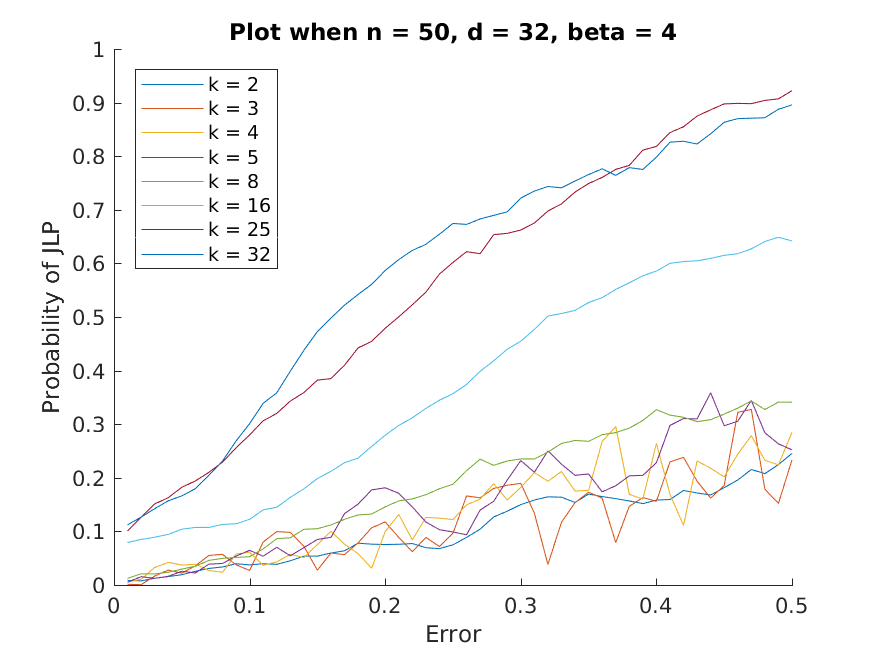 Plot when n = 50, d = 32, beta = 4
1
0.9
0.8
0.7
0.6
0.5
0.4
0.3
0.2
0.1
0
Probability of JLP
k = 2
k = 3
k = 4
k = 5
k = 8
k = 16
k = 25
k = 32
0
0.1
0.2
0.3
0.4
0.5
Error